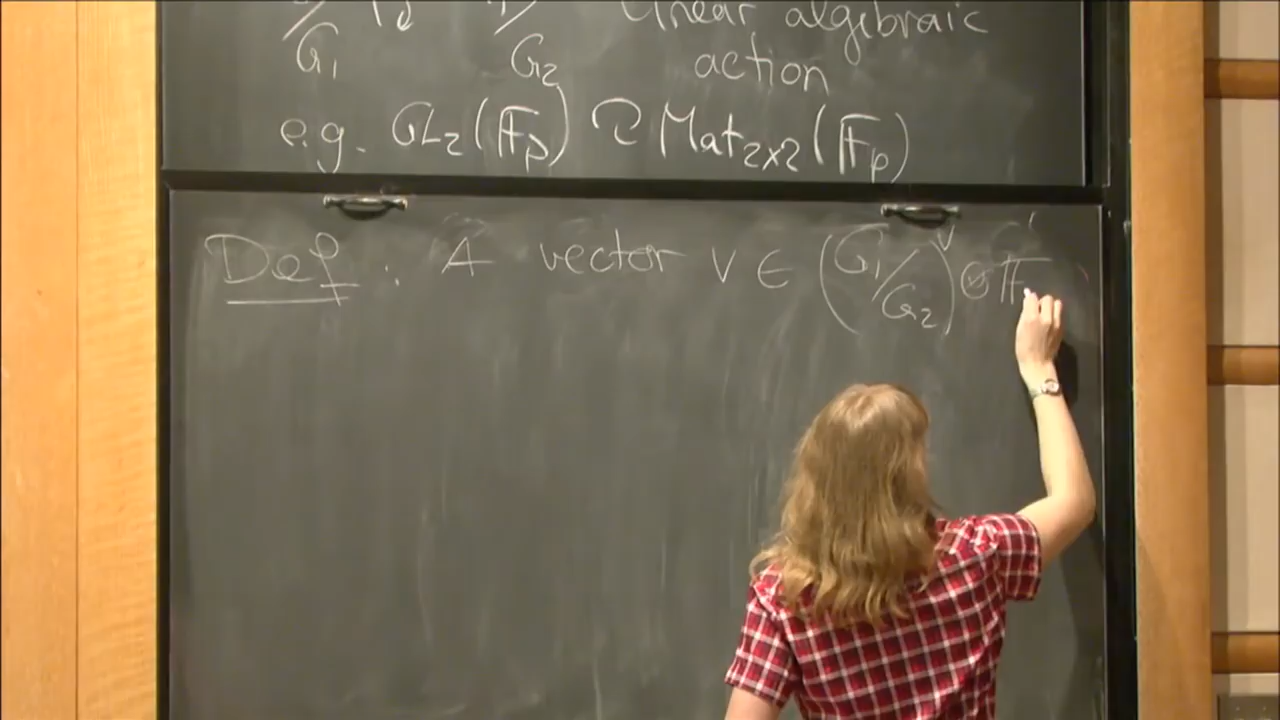 /G₁ /G₂ linear algebraic
action
e.g. GL₂(𝔽ₚ) ⊃ Mat₂ₓ₂(𝔽ₚ)
Def: A vector v ∈ (G₁/G₂)ᵛ ⊗ 𝔽